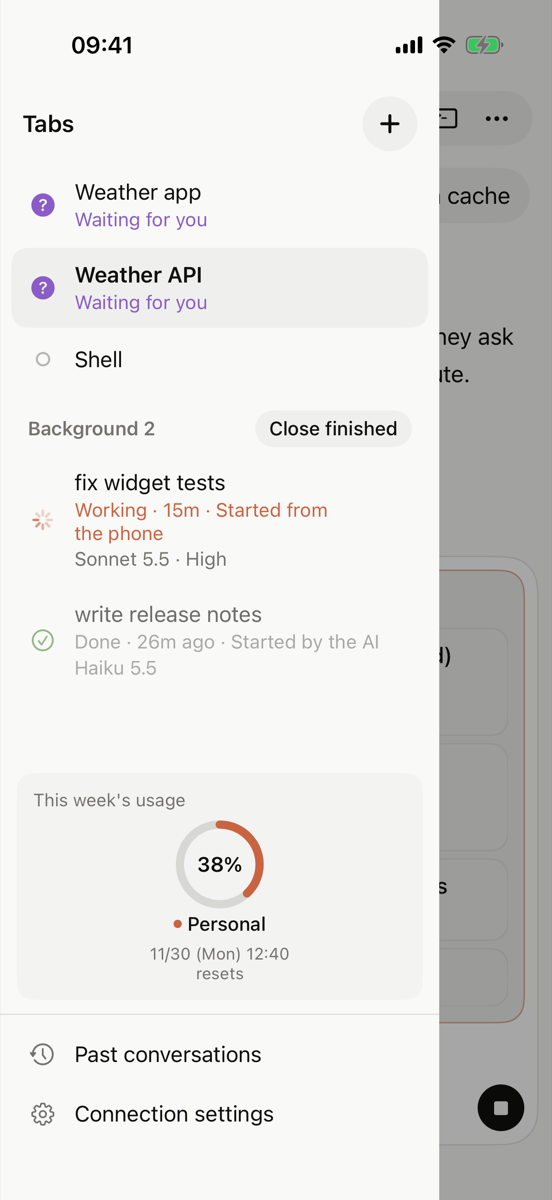 09:41
Tabs
Weather app
Waiting for you
Weather API
Waiting for you
Shell
Background 2
Close finished
fix widget tests
Working · 15m · Started from
the phone
Sonnet 5.5 · High
write release notes
Done · 26m ago · Started by the AI
Haiku 5.5
This week's usage
38%
Personal
11/30 (Mon) 12:40
resets
Past conversations
Connection settings
cache
ask